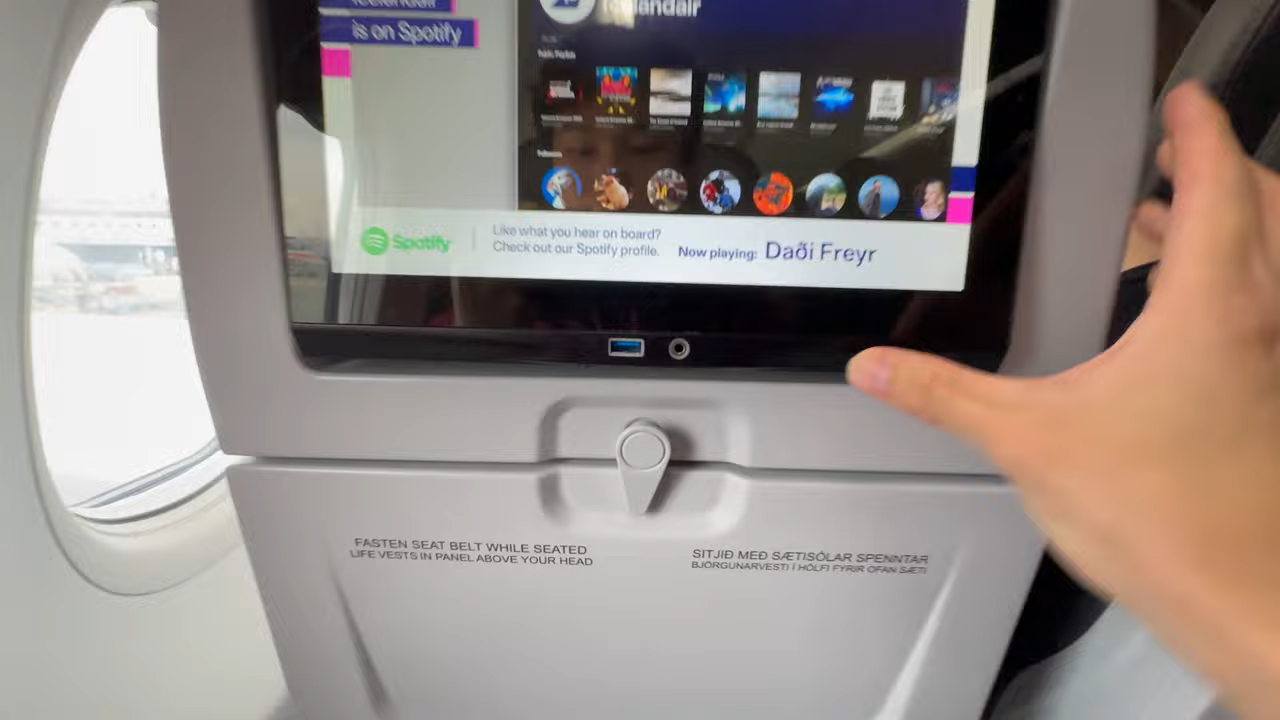 Icelandair
is on Spotify
Icelandair
Spotify
Like what you hear on board?
Check out our Spotify profile.
Now playing: Daði Freyr
FASTEN SEAT BELT WHILE SEATED
LIFE VESTS IN PANEL ABOVE YOUR HEAD
SITJIÐ MEÐ SÆTISÓLAR SPENNTAR
BJÖRGUNARVESTI Í HÓLFI FYRIR OFAN SÆTI